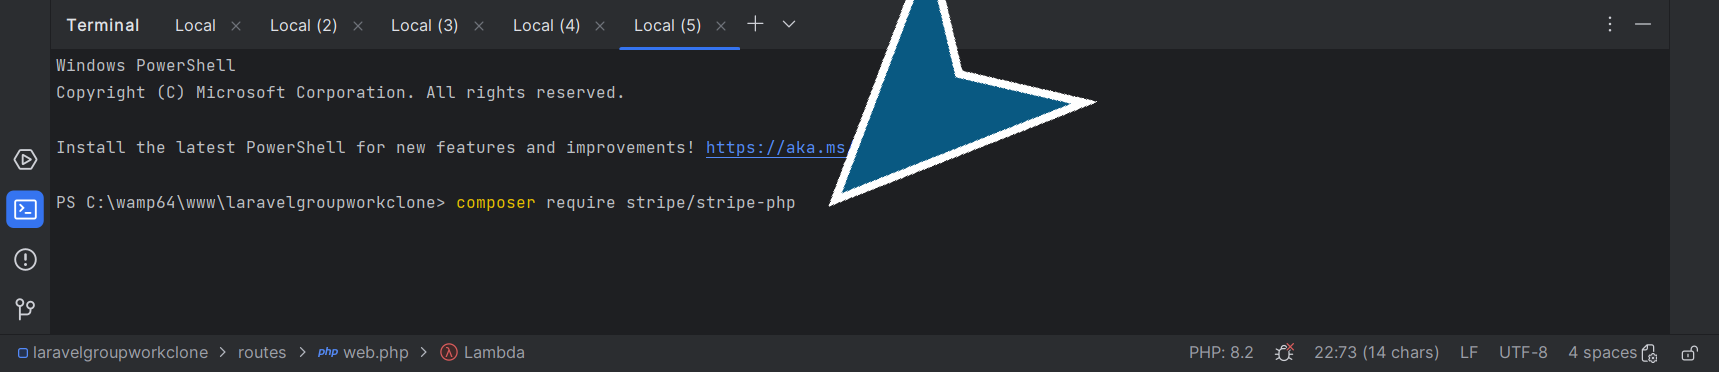 Terminal Local Local (2) Local (3) Local (4) Local (5)
Windows PowerShell
Copyright (C) Microsoft Corporation. All rights reserved.
Install the latest PowerShell for new features and improvements! https://aka.ms
PS C:\wamp64\www\laravelgroupworkclone> composer require stripe/stripe-php
laravelgroupworkclone > routes > php web.php > λ Lambda PHP: 8.2 22:73 (14 chars) LF UTF-8 4 spaces